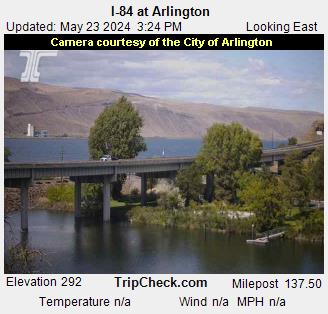 I-84 at Arlington
Updated: May 23 2024 3:24 PM Looking East
Camera courtesy of the City of Arlington
Elevation 292 TripCheck.com Milepost 137.50
Temperature n/a Wind n/a MPH n/a